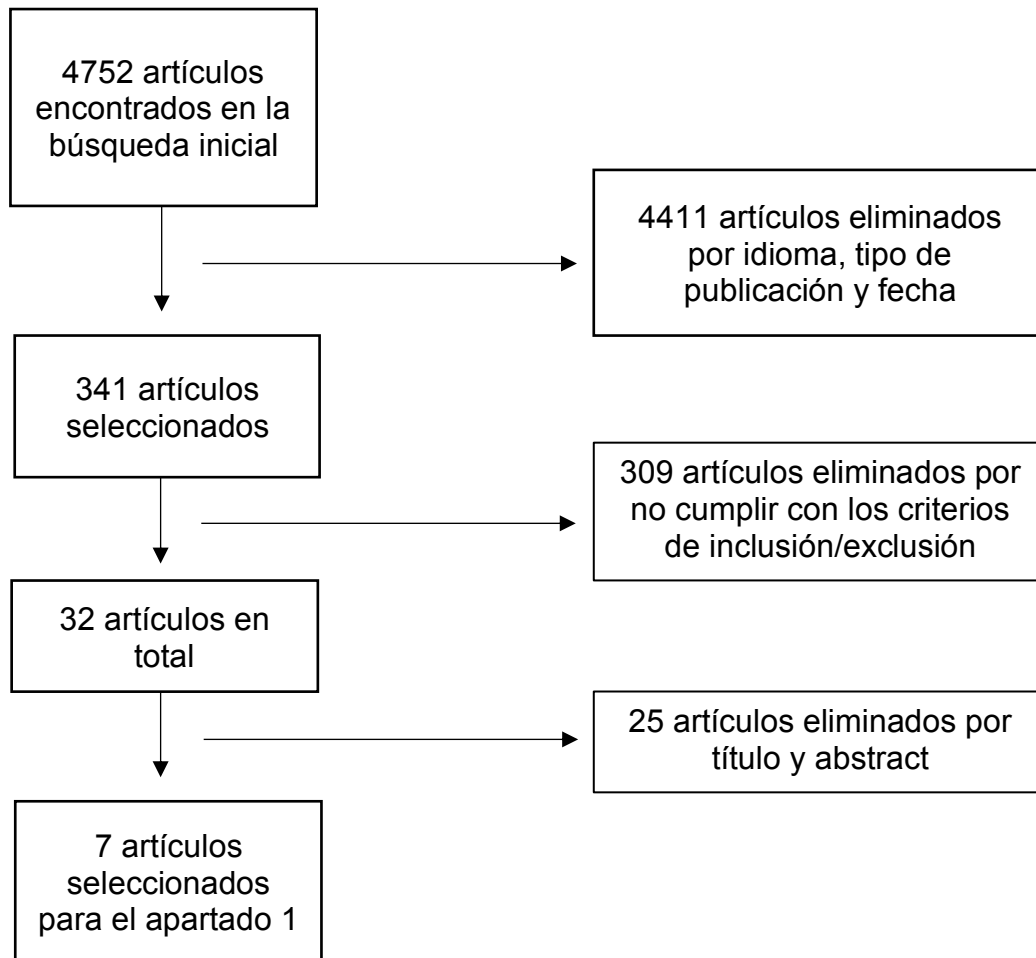 4752 artículos
encontrados en la
búsqueda inicial
4411 artículos eliminados
por idioma, tipo de
publicación y fecha
341 artículos
seleccionados
309 artículos eliminados por
no cumplir con los criterios
de inclusión/exclusión
32 artículos en
total
25 artículos eliminados por
título y abstract
7 artículos
seleccionados
para el apartado 1